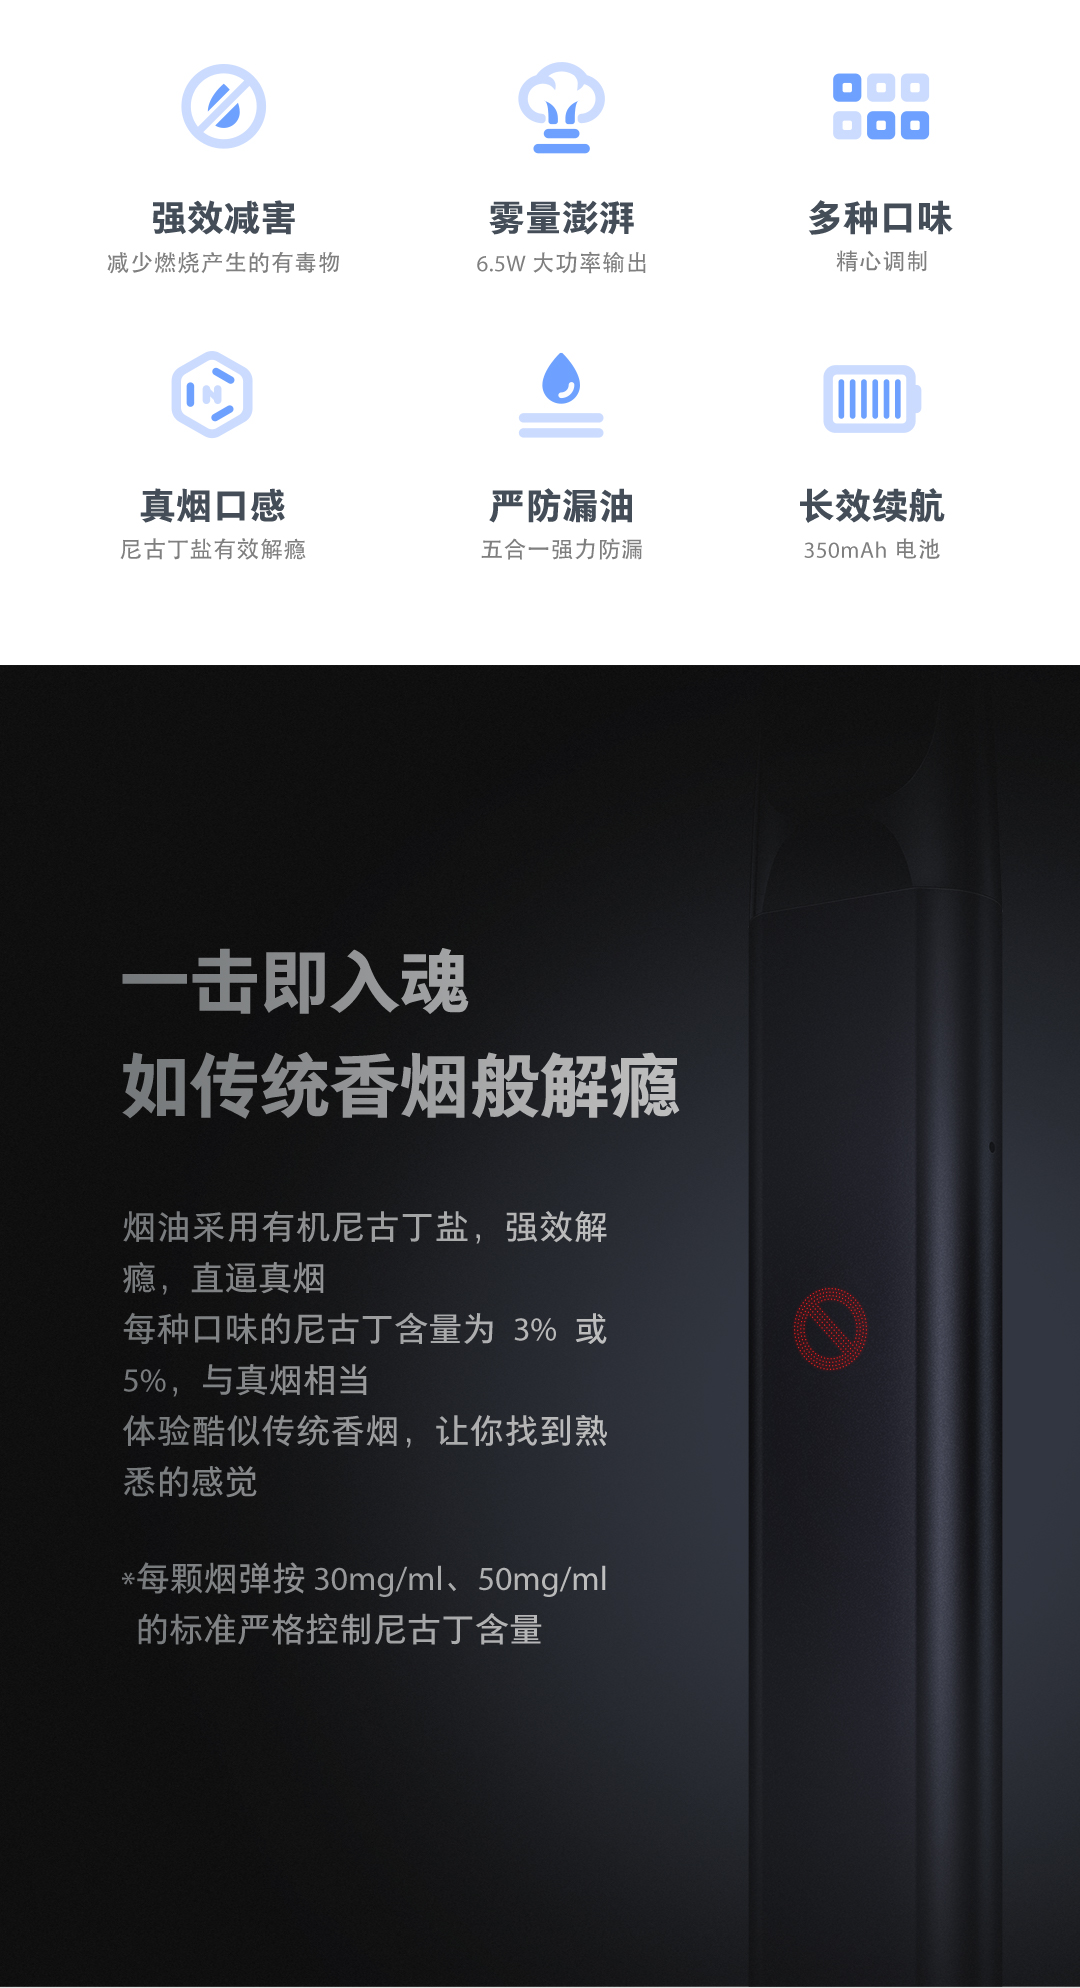 强效减害
减少燃烧产生的有毒物
雾量澎湃
6.5W 大功率输出
多种口味
精心调制
N
真烟口感
尼古丁盐有效解瘾
严防漏油
五合一强力防漏
长效续航
350mAh 电池
一击即入魂
如传统香烟般解瘾
烟油采用有机尼古丁盐，强效解
瘾，直逼真烟
每种口味的尼古丁含量为 3% 或
5%，与真烟相当
体验酷似传统香烟，让你找到熟
悉的感觉
*每颗烟弹按 30mg/ml、50mg/ml
的标准严格控制尼古丁含量